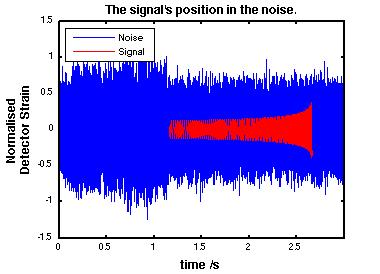 The signal's position in the noise.
1.5
Noise
Signal
1
0.5
0
-0.5
-1
-1.5
Normalised
Detector Strain
0 0.5 1 1.5 2 2.5
time /s